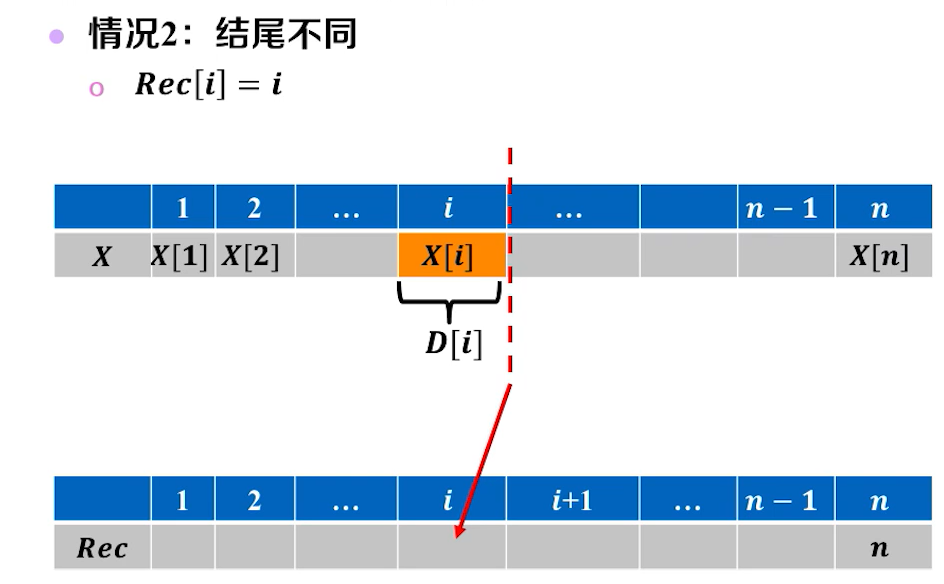 情况2：结尾不同
Rec[i] = i
1 2 … i … n − 1 n
X X[1] X[2] X[i] X[n]
D[i]
1 2 … i i+1 … n − 1 n
Rec n